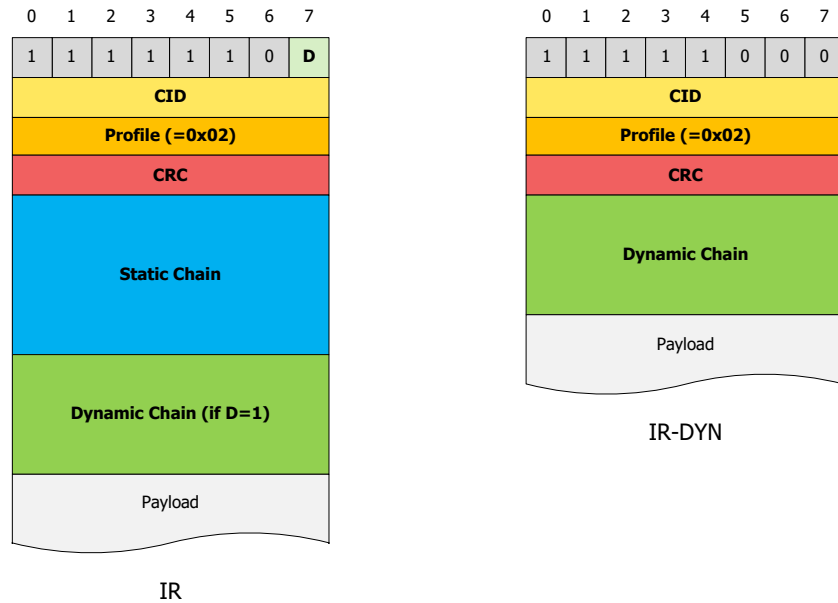 0 1 2 3 4 5 6 7
1 1 1 1 1 1 0 D
CID
Profile (=0x02)
CRC
Static Chain
Dynamic Chain (if D=1)
Payload
IR
0 1 2 3 4 5 6 7
1 1 1 1 1 0 0 0
CID
Profile (=0x02)
CRC
Dynamic Chain
Payload
IR-DYN